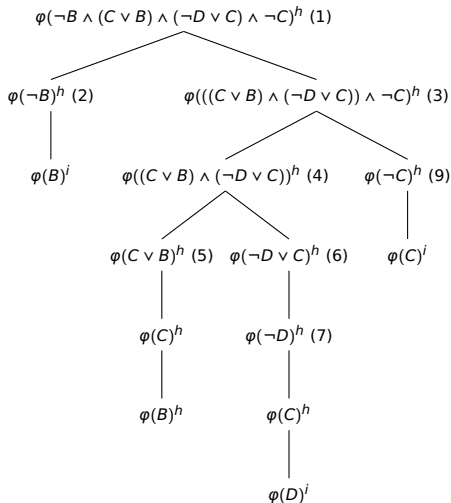 φ(¬B ∧ (C ∨ B) ∧ (¬D ∨ C) ∧ ¬C)ʰ (1)
φ(¬B)ʰ (2) φ(((C ∨ B) ∧ (¬D ∨ C)) ∧ ¬C)ʰ (3)
φ(B)ⁱ φ((C ∨ B) ∧ (¬D ∨ C))ʰ (4) φ(¬C)ʰ (9)
φ(C ∨ B)ʰ (5) φ(¬D ∨ C)ʰ (6) φ(C)ⁱ
φ(C)ʰ φ(¬D)ʰ (7)
φ(B)ʰ φ(C)ʰ
φ(D)ⁱ